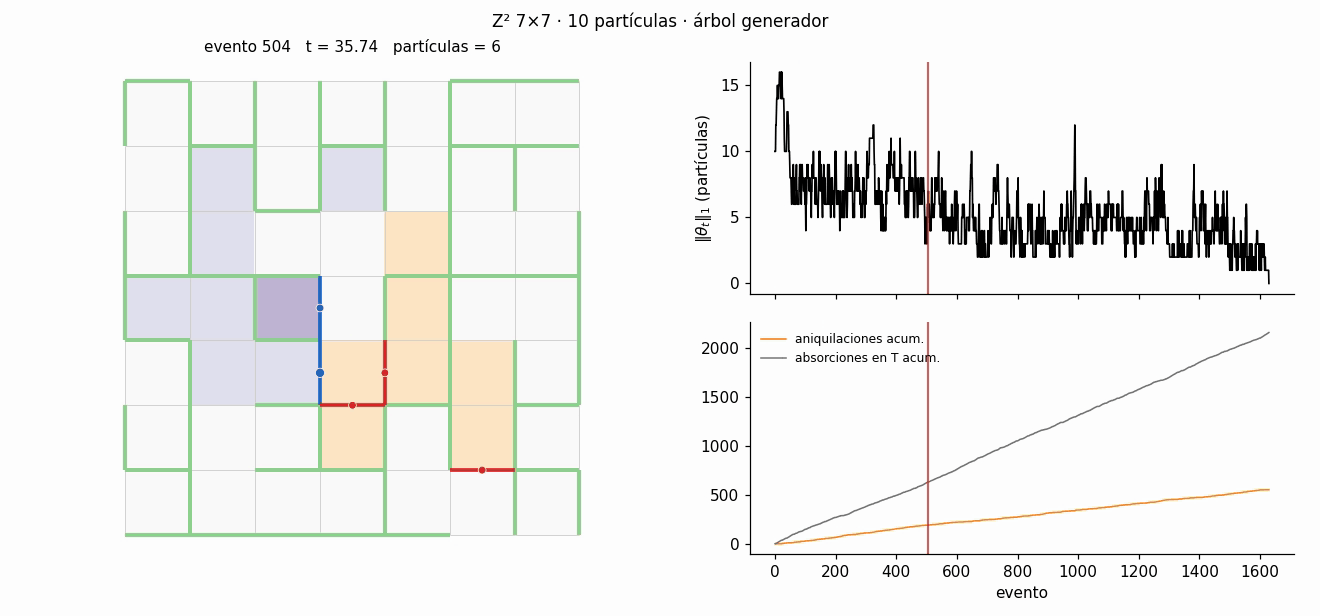 Z² 7×7 · 10 partículas · árbol generador
evento 504 t = 35.74 partículas = 6
‖θₜ‖₁ (partículas)
15
10
5
0
aniquilaciones acum.
absorciones en T acum.
2000
1500
1000
500
0
0 200 400 600 800 1000 1200 1400 1600
evento